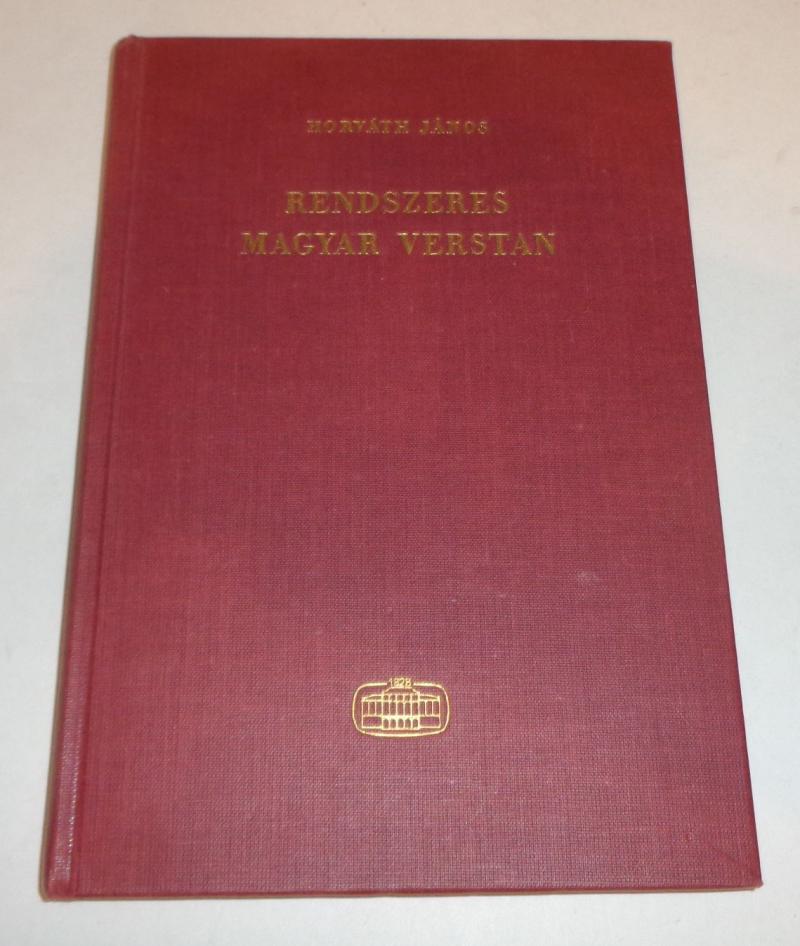 HORVÁTH JÁNOS
RENDSZERES
MAGYAR VERSTAN
1828